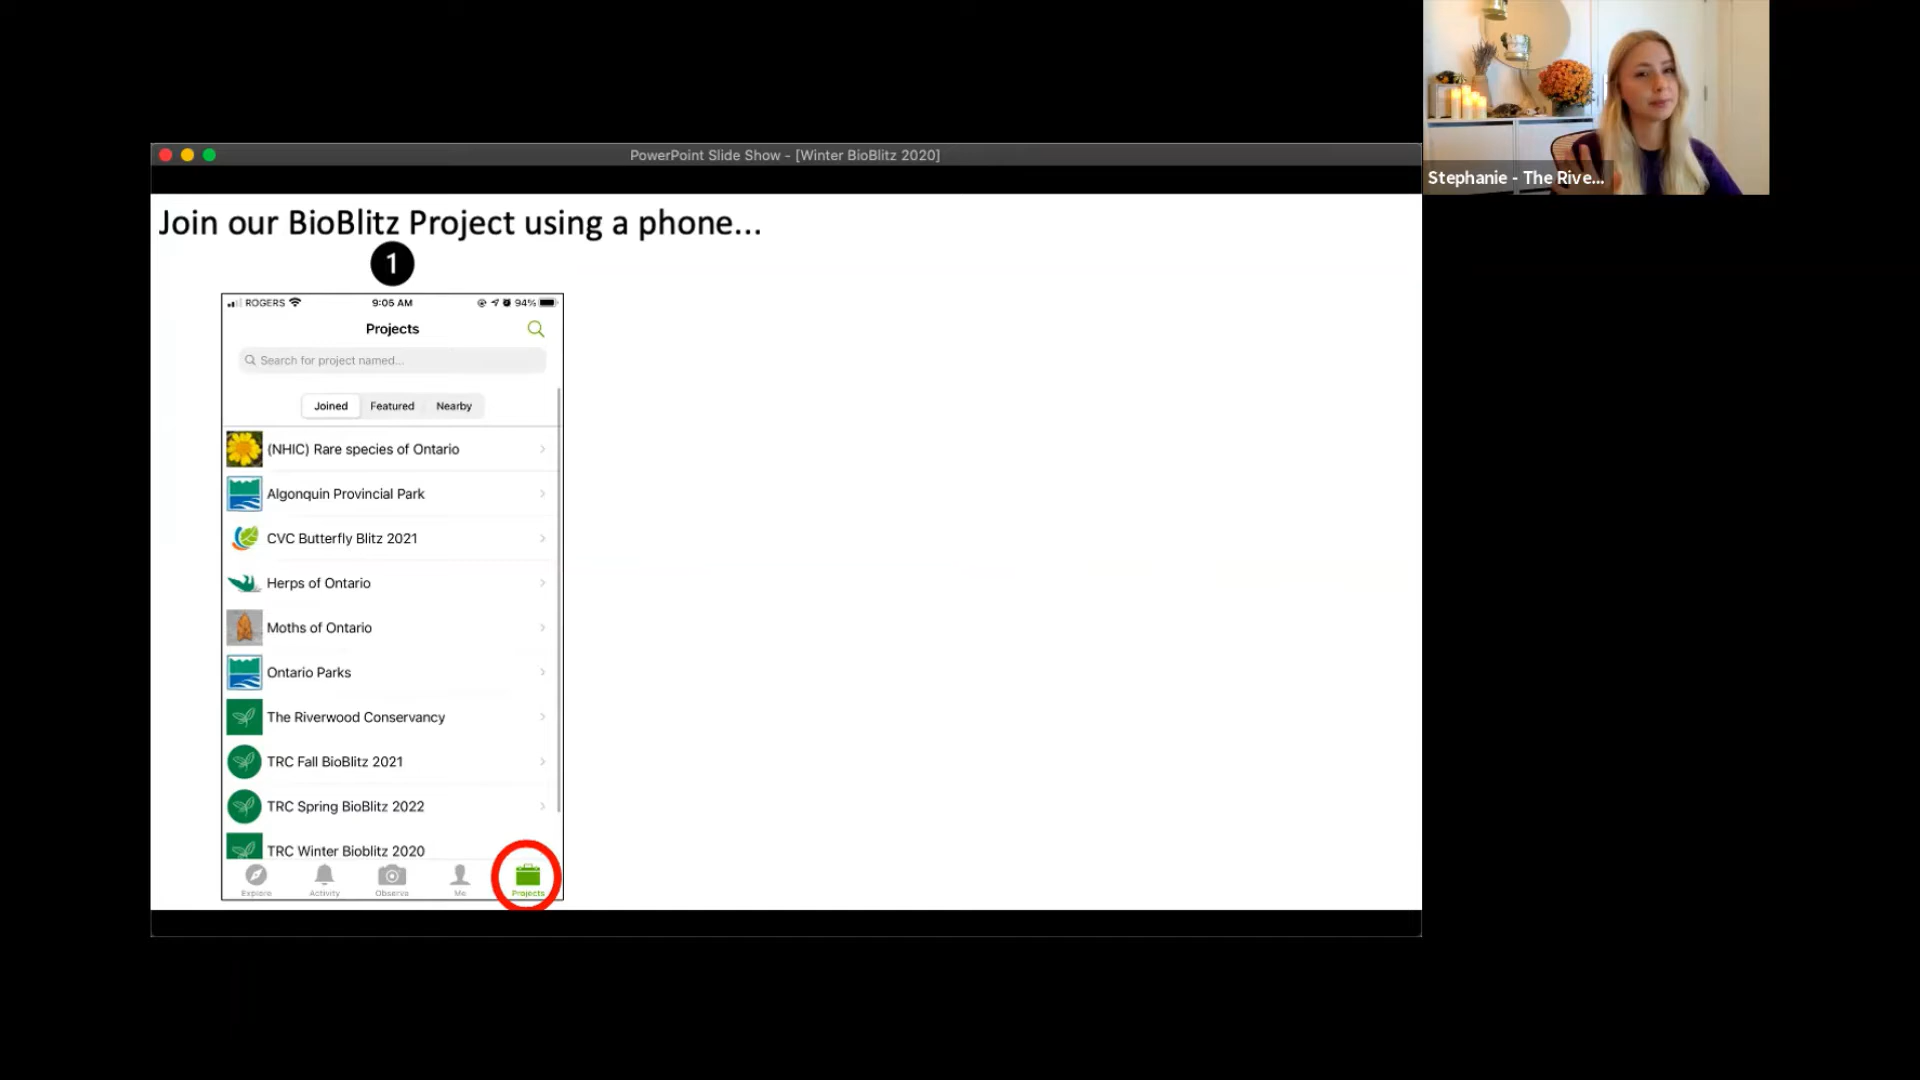 PowerPoint Slide Show - [Winter BioBlitz 2020]
Stephanie - The Rive...
Join our BioBlitz Project using a phone...
1
ROGERS 9:05 AM 94%
Projects
Search for project named...
Joined Featured Nearby
(NHIC) Rare species of Ontario
Algonquin Provincial Park
CVC Butterfly Blitz 2021
Herps of Ontario
Moths of Ontario
Ontario Parks
The Riverwood Conservancy
TRC Fall BioBlitz 2021
TRC Spring BioBlitz 2022
TRC Winter Bioblitz 2020
Explore Activity Observe Me Projects